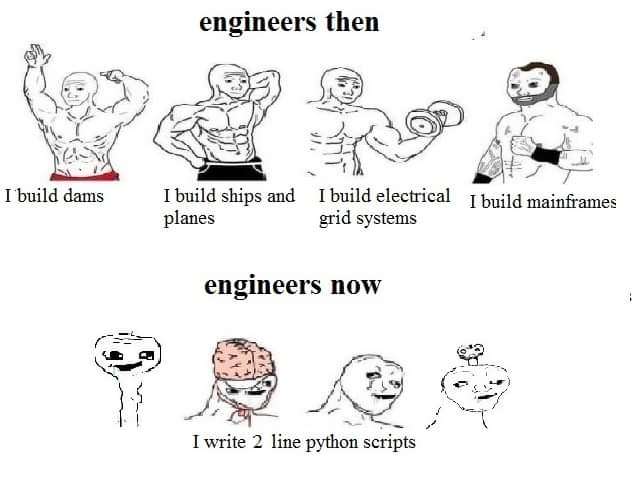 engineers then
I build dams
I build ships and
planes
I build electrical
grid systems
I build mainframes
engineers now
I write 2 line python scripts